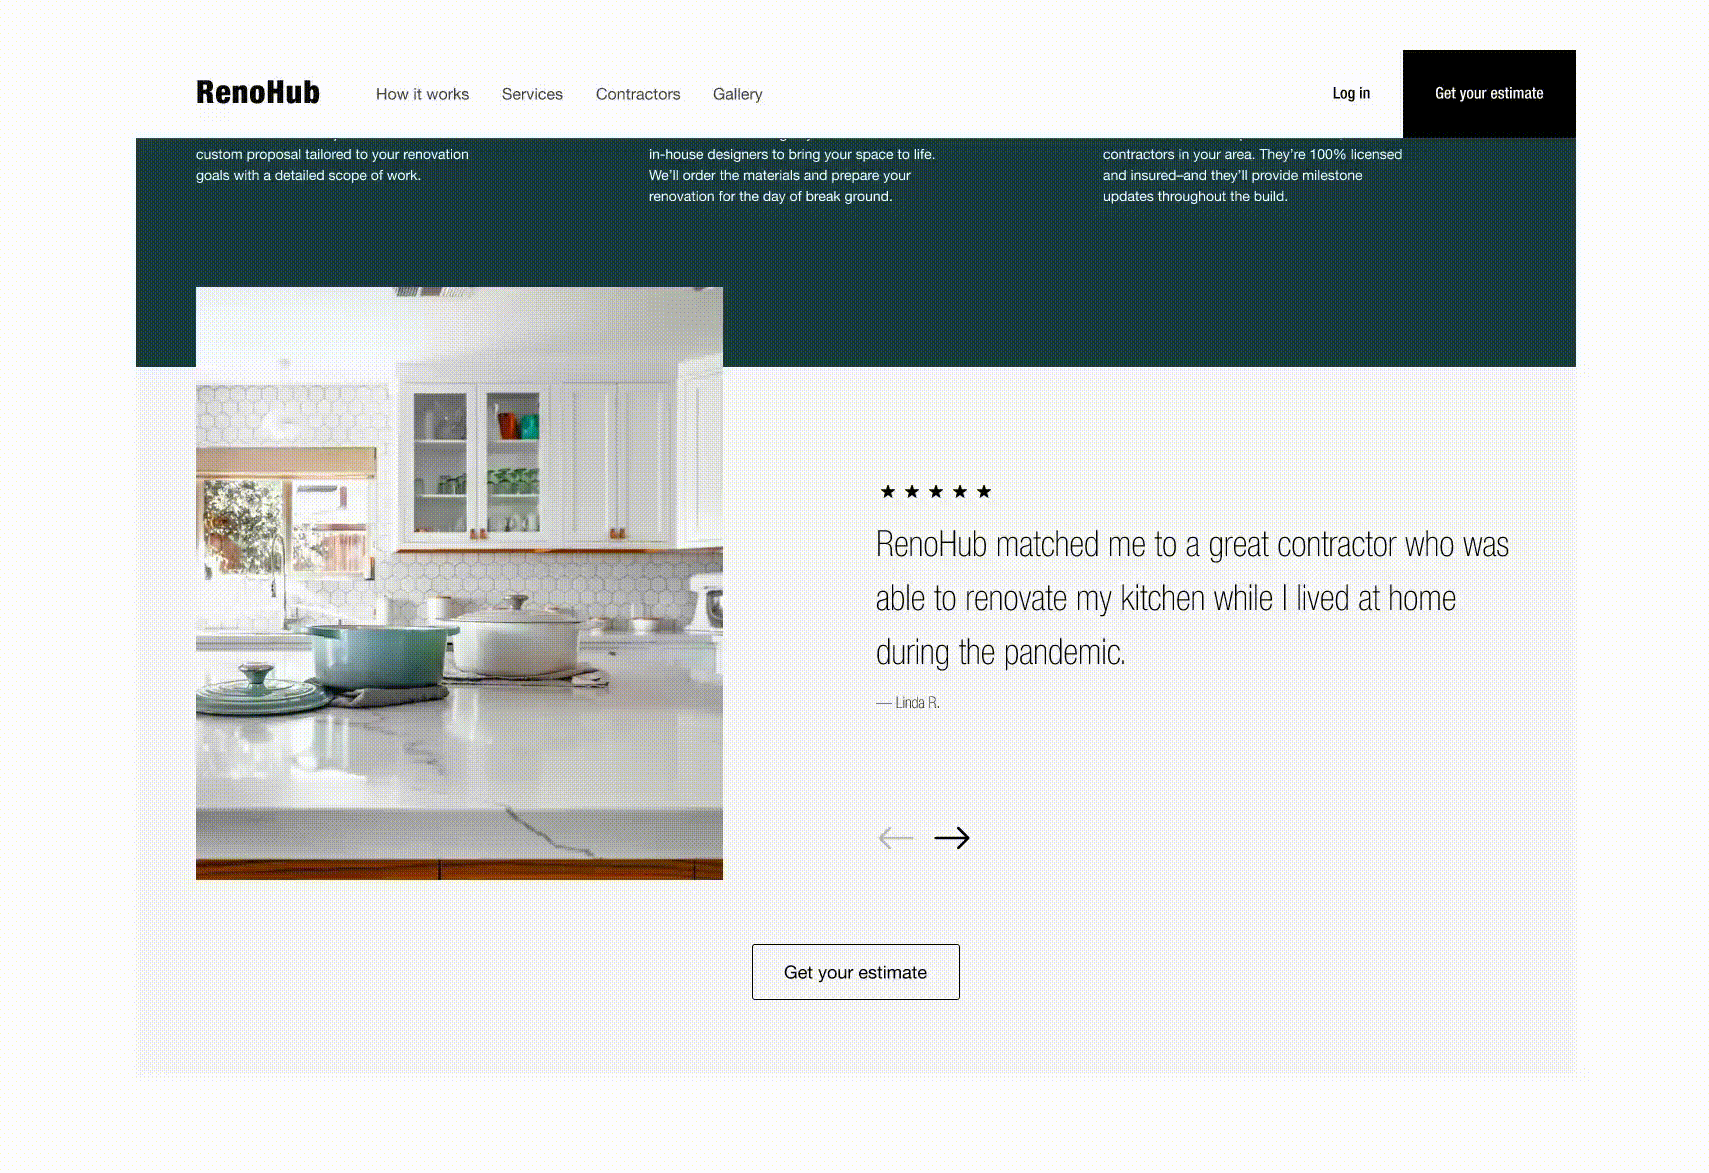 RenoHub
How it works
Services
Contractors
Gallery
Log in
Get your estimate
custom proposal tailored to your renovation
goals with a detailed scope of work.
in-house designers to bring your space to life.
We’ll order the materials and prepare your
renovation for the day of break ground.
contractors in your area. They’re 100% licensed
and insured–and they’ll provide milestone
updates throughout the build.
★ ★ ★ ★ ★
RenoHub matched me to a great contractor who was
able to renovate my kitchen while I lived at home
during the pandemic.
— Linda R.
Get your estimate